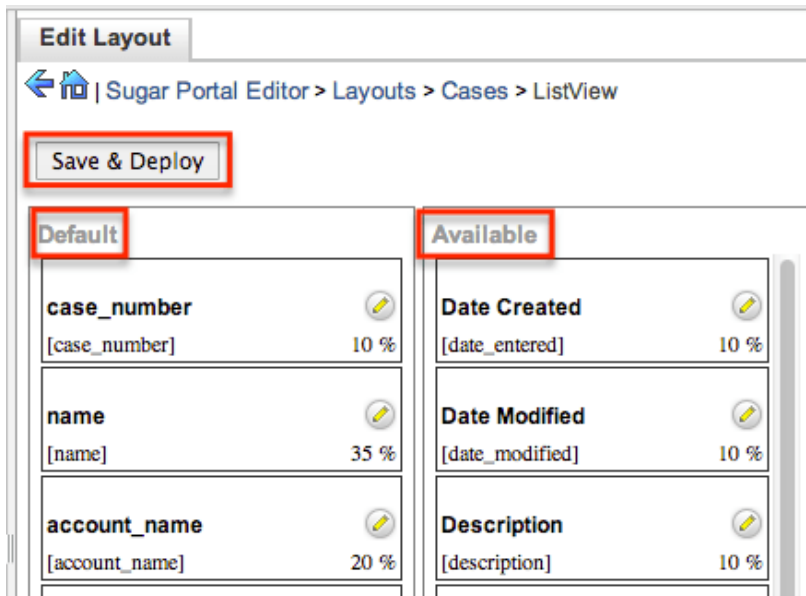 Edit Layout
| Sugar Portal Editor > Layouts > Cases > ListView
Save & Deploy
Default
case_number
[case_number] 10 %
name
[name] 35 %
account_name
[account_name] 20 %
Available
Date Created
[date_entered] 10 %
Date Modified
[date_modified] 10 %
Description
[description] 10 %